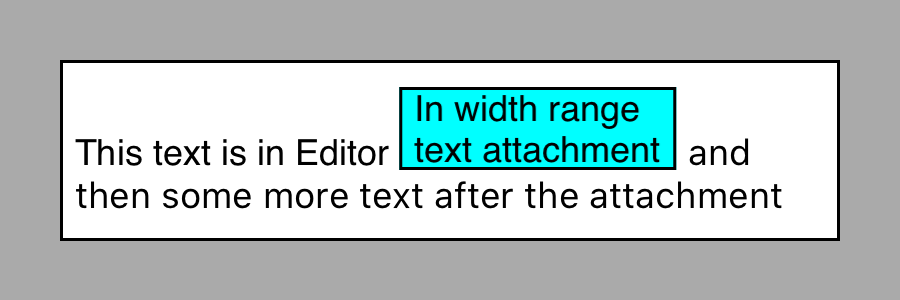 In width range
This text is in Editor text attachment and
then some more text after the attachment